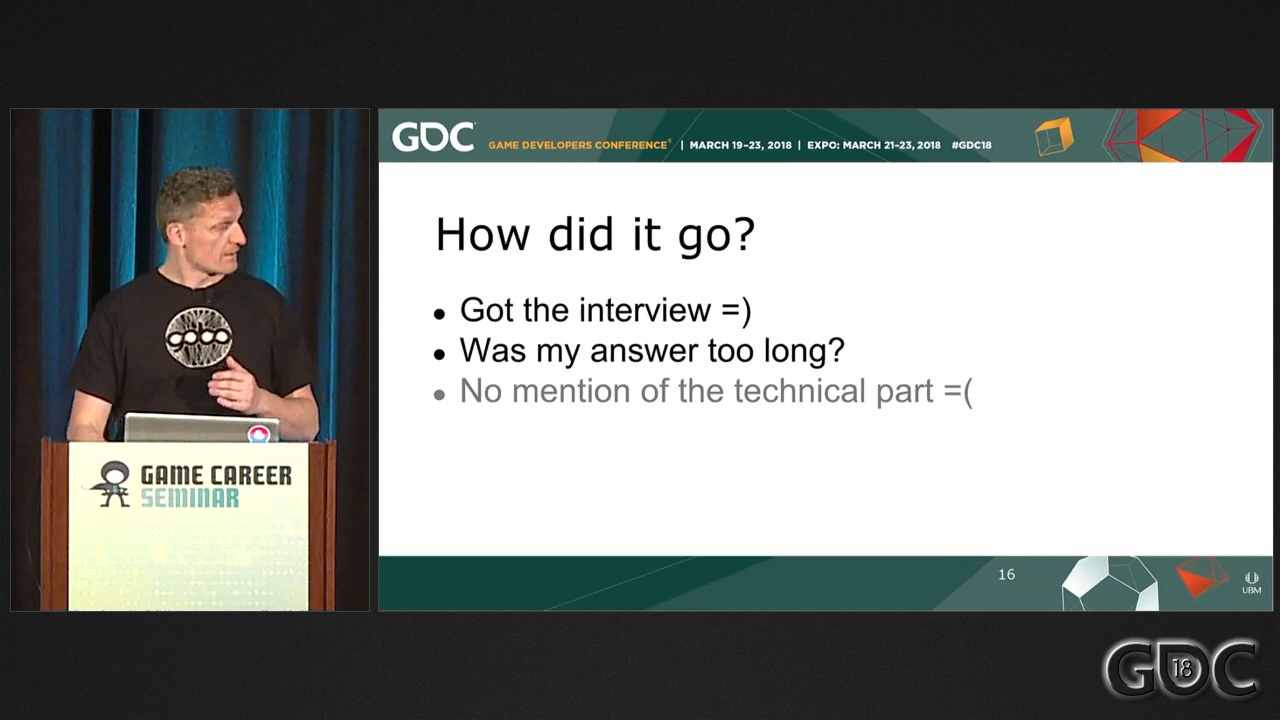 GDC
GAME DEVELOPERS CONFERENCE® | MARCH 19–23, 2018 | EXPO: MARCH 21–23, 2018 #GDC18
How did it go?
• Got the interview =)
• Was my answer too long?
• No mention of the technical part =(
GAME CAREER
SEMINAR
16
UBM
GDC
18